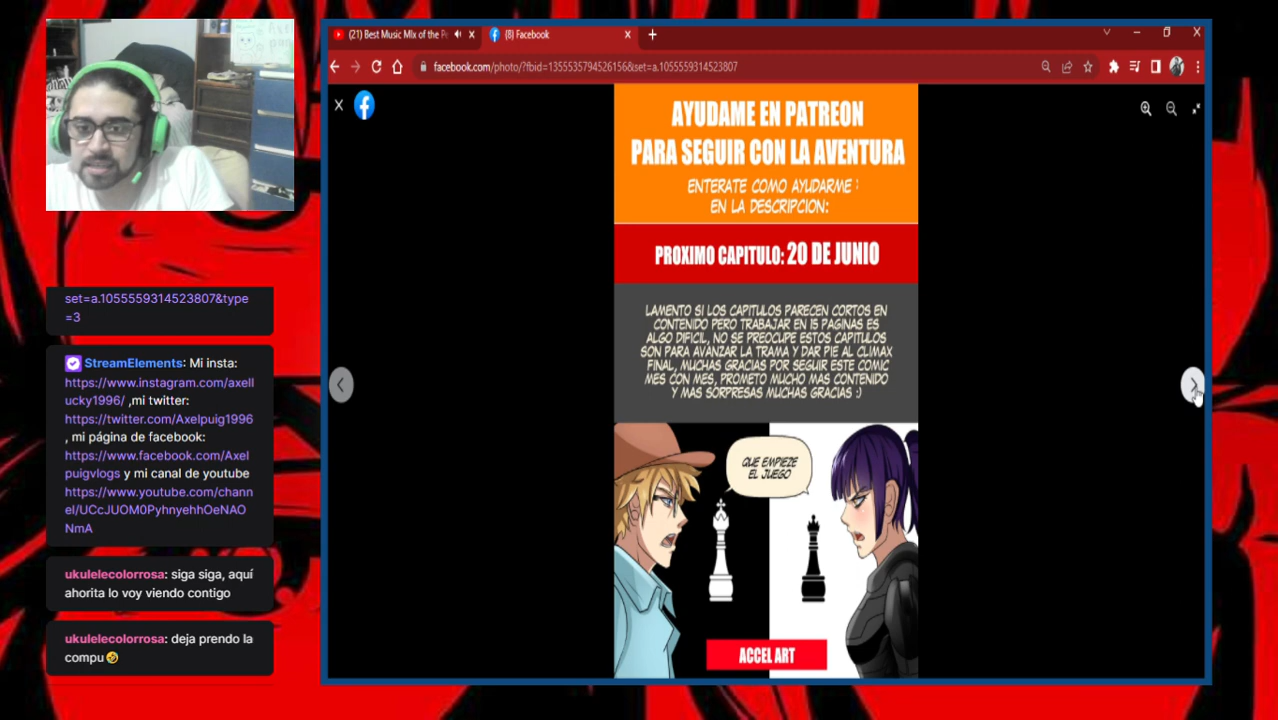 set=a.1055559314523807&type
=3
StreamElements: Mi insta:
https://www.instagram.com/axell
ucky1996/ ,mi twitter:
https://twitter.com/Axelpuig1996
, mi página de facebook:
https://www.facebook.com/Axel
puigvlogs y mi canal de youtube
https://www.youtube.com/chann
el/UCcJUOM0PyhnyehhOeNAO
NmA
ukulelecolorrosa: siga siga, aquí
ahorita lo voy viendo contigo
ukulelecolorrosa: deja prendo la
compu🤣
(21) Best Music Mix of the
(8) Facebook
facebook.com/photo/?fbid=1355535794526156&set=a.1055559314523807
AYUDAME EN PATREON
PARA SEGUIR CON LA AVENTURA
ENTERATE COMO AYUDARME
EN LA DESCRIPCION:
PROXIMO CAPITULO: 20 DE JUNIO
LAMENTO SI LOS CAPITULOS PARECEN CORTOS EN
CONTENIDO PERO TRABAJAR EN 15 PAGINAS ES
ALGO DIFICIL, NO SE PREOCUPE ESTOS CAPITULOS
SON PARA AVANZAR LA TRAMA Y DAR PIE AL CLIMAX
FINAL, MUCHAS GRACIAS POR SEGUIR ESTE COMIC
MES CON MES, PROMETO MUCHO MAS CONTENIDO
Y MAS SORPRESAS MUCHAS GRACIAS :)
QUE EMPIEZE
EL JUEGO
ACCEL ART